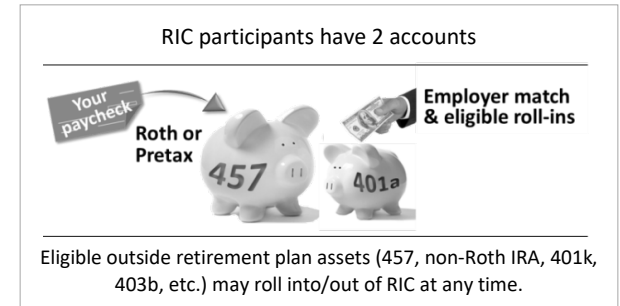 RIC participants have 2 accounts
Your
paycheck
Roth or
Pretax
457
401a
Employer match
& eligible roll-ins
Eligible outside retirement plan assets (457, non-Roth IRA, 401k,
403b, etc.) may roll into/out of RIC at any time.